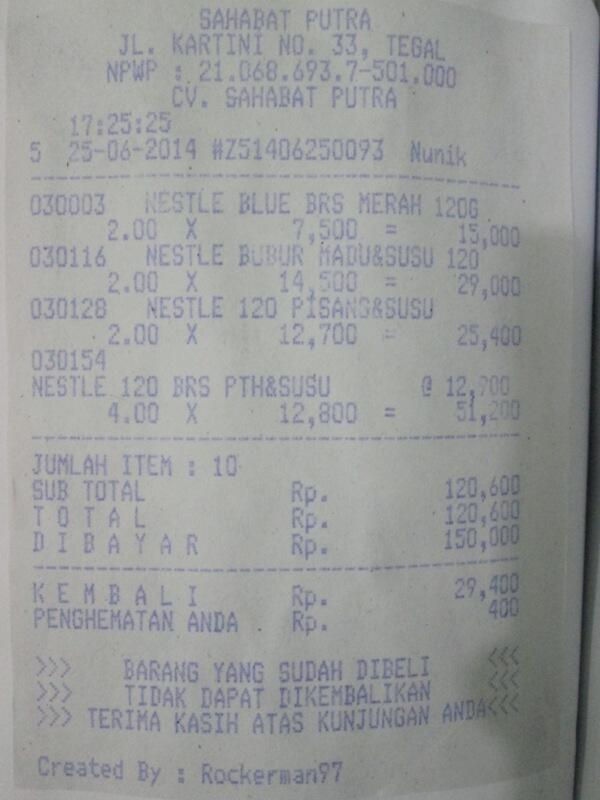 SAHABAT PUTRA
JL. KARTINI NO. 33, TEGAL
NPWP : 21.068.693.7-501.000
CV. SAHABAT PUTRA
17:25:25
5 25-06-2014 #Z51406250093 Nunik
030003 NESTLE BLUE BRS MERAH 120G
2.00 X 7,500 = 15,000
030116 NESTLE BUBUR MADU&SUSU 120
2.00 X 14,500 = 29,000
030128 NESTLE 120 PISANG&SUSU
2.00 X 12,700 = 25,400
030154
NESTLE 120 BRS PTH&SUSU @ 12,900
4.00 X 12,800 = 51,200
JUMLAH ITEM : 10
SUB TOTAL Rp. 120,600
T O T A L Rp. 120,600
D I B A Y A R Rp. 150,000
K E M B A L I Rp. 29,400
PENGHEMATAN ANDA Rp. 400
>>> BARANG YANG SUDAH DIBELI <<<
>>> TIDAK DAPAT DIKEMBALIKAN <<<
>>> TERIMA KASIH ATAS KUNJUNGAN ANDA<<<
Created By : Rockerman97